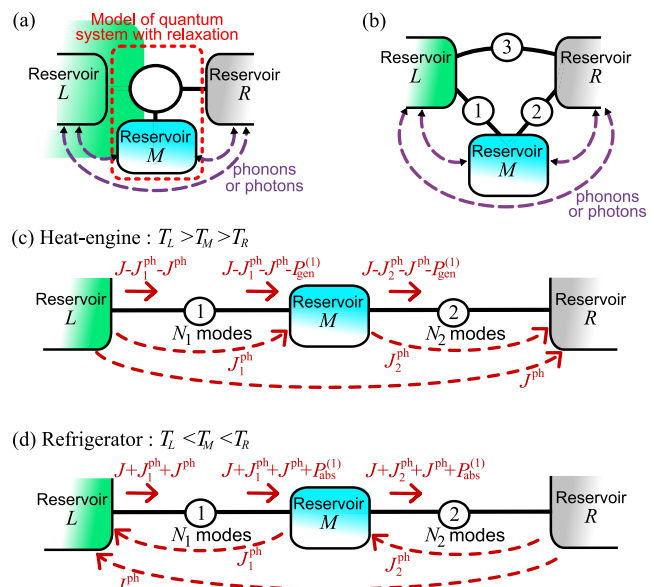 (a)
Model of quantum
system with relaxation
Reservoir
L
Reservoir
R
Reservoir
M
phonons
or photons
(b)
Reservoir
L
3
Reservoir
R
1
2
Reservoir
M
phonons
or photons
(c) Heat-engine : T_L > T_M > T_R
J-J_1^ph-J^ph
J-J_1^ph-J^ph-P_gen^(1)
J-J_2^ph-J^ph-P_gen^(1)
Reservoir
L
1
N_1 modes
Reservoir
M
2
N_2 modes
Reservoir
R
J_1^ph
J_2^ph
J^ph
(d) Refrigerator : T_L < T_M < T_R
J+J_1^ph+J^ph
J+J_1^ph+J^ph+P_abs^(1)
J+J_2^ph+J^ph+P_abs^(1)
Reservoir
L
1
N_1 modes
Reservoir
M
2
N_2 modes
Reservoir
R
J_1^ph
J_2^ph
J^ph